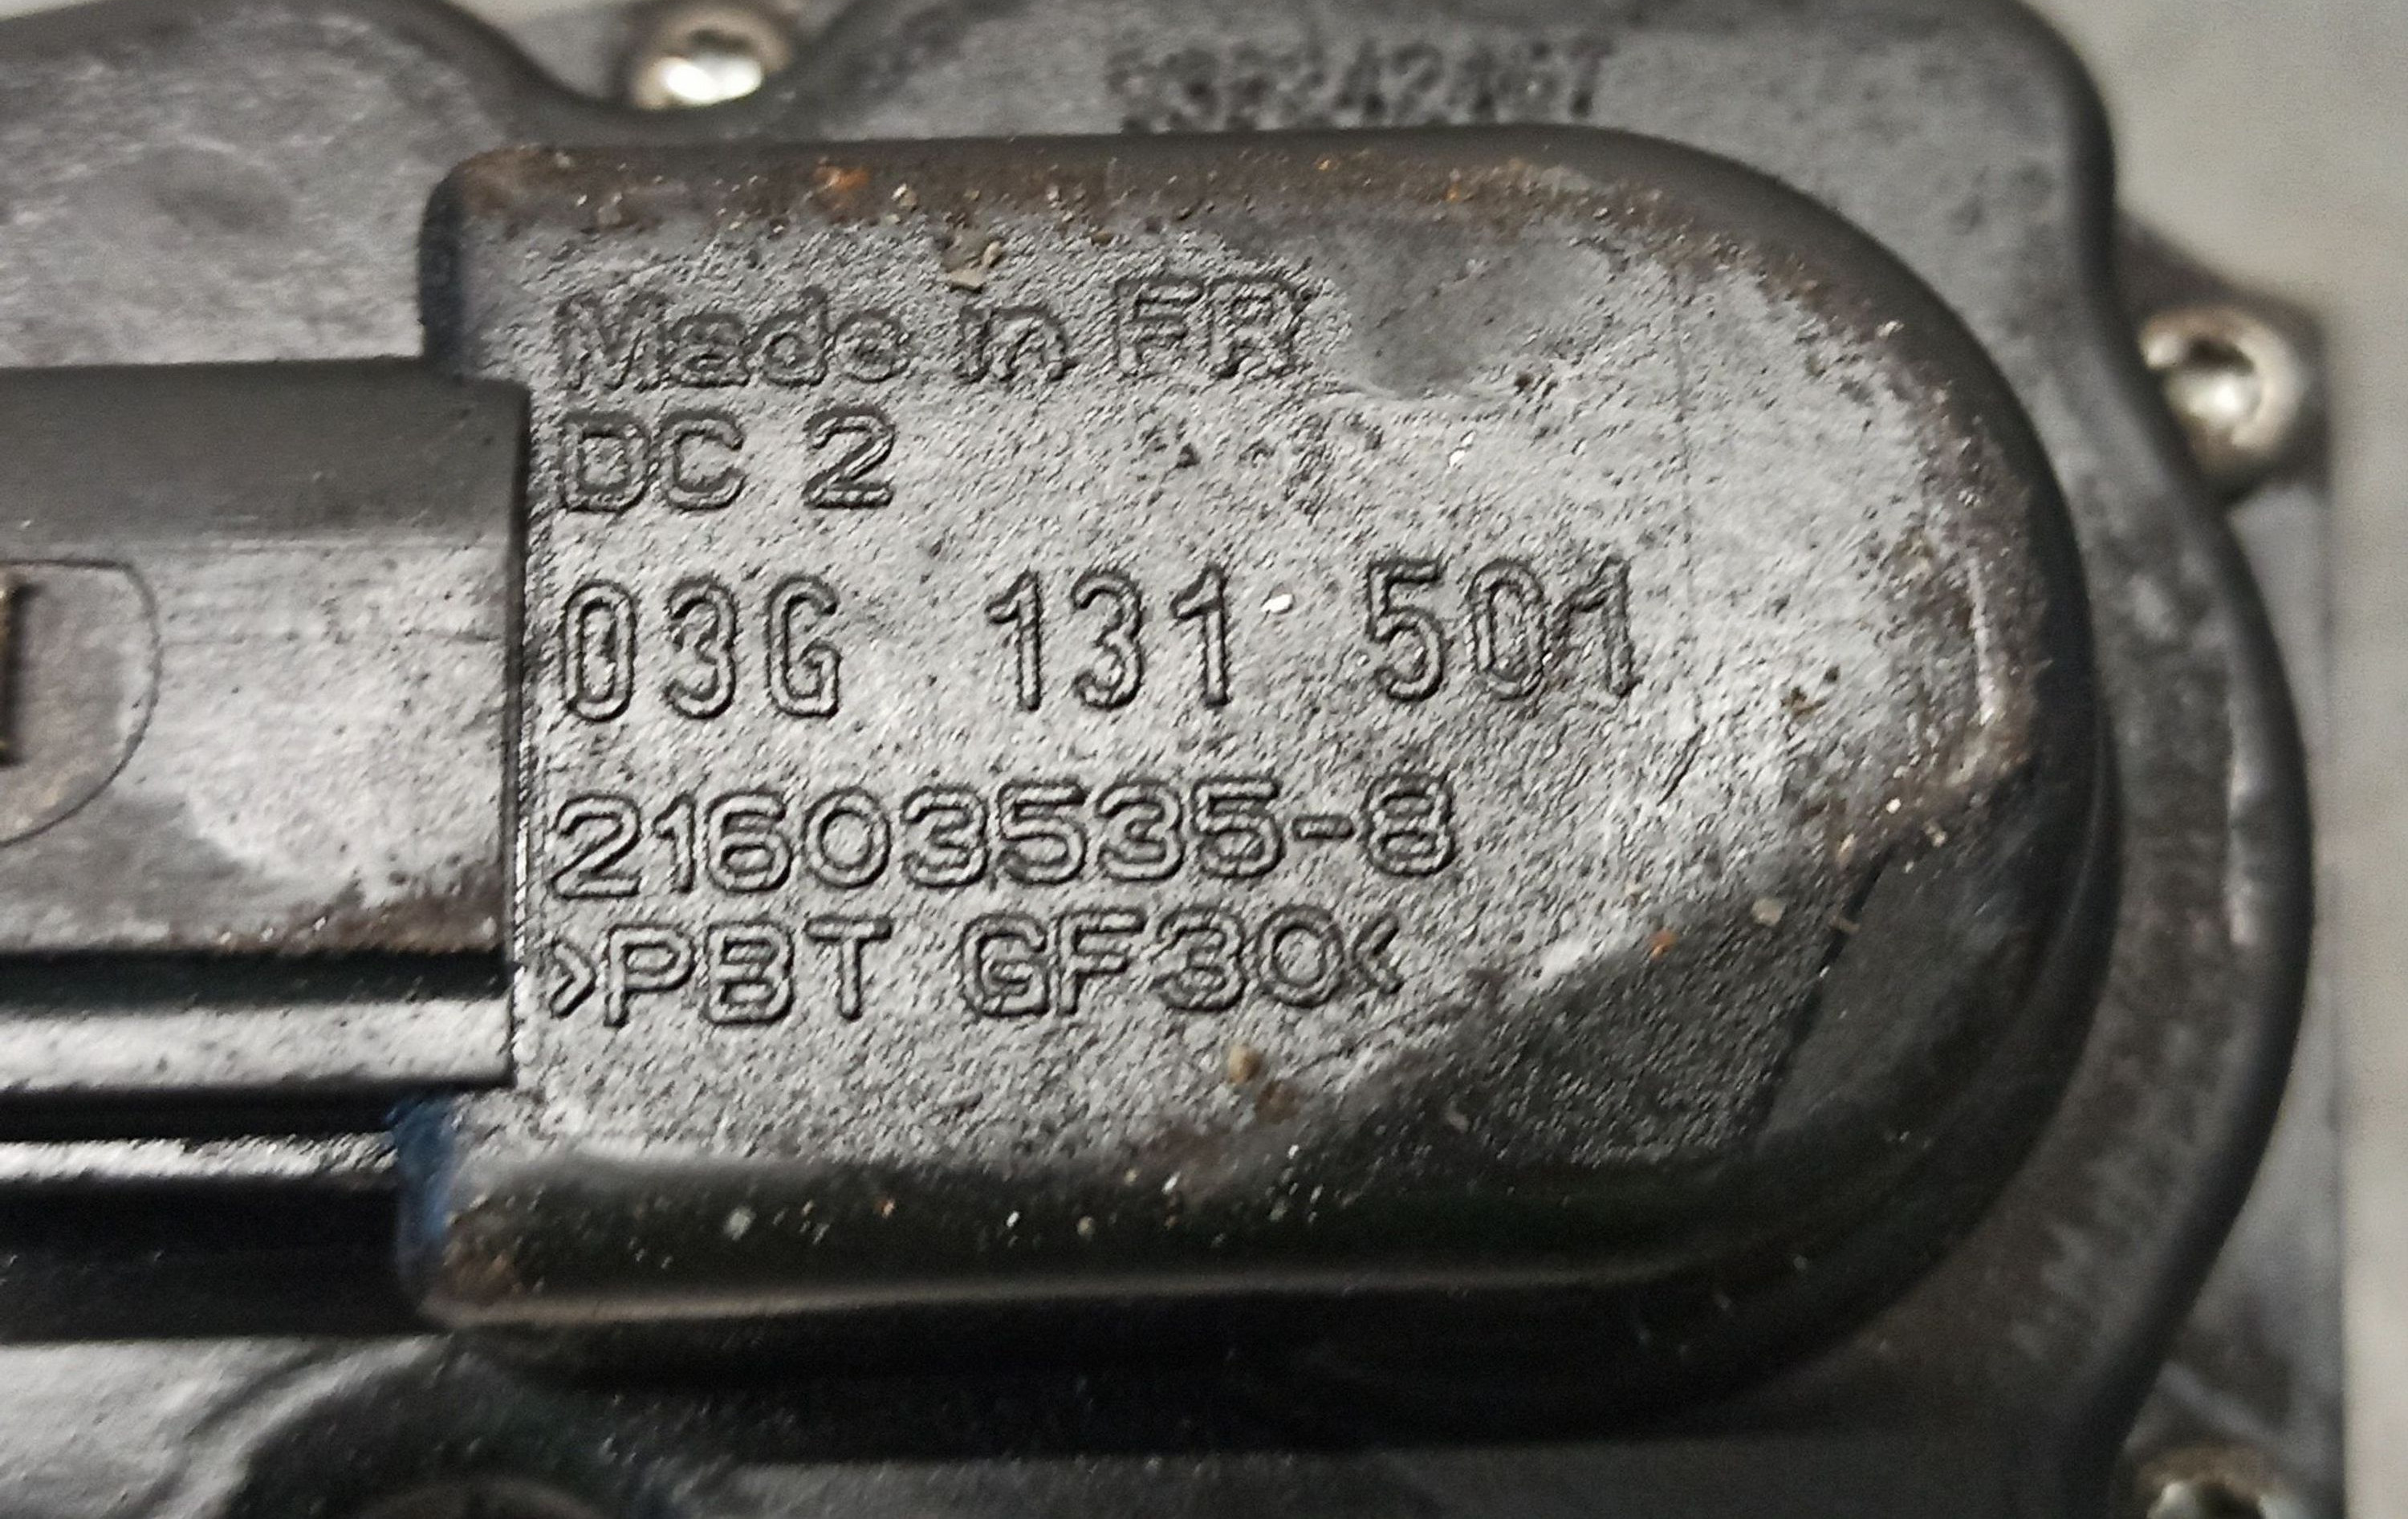 Made in FR
DC 2
03G 131 501
21603535-8
>PBT GF30<